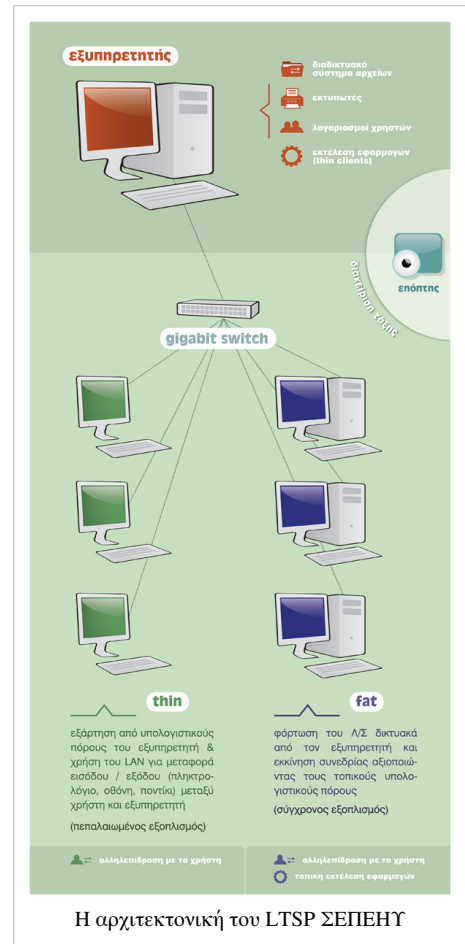 εξυπηρετητής
διαδικτυακό
σύστημα αρχείων
εκτυπωτές
λογαριασμοί χρηστών
εκτέλεση εφαρμογών
(thin clients)
επόπτης
διαχείριση τάξης
gigabit switch
thin
εξάρτηση από υπολογιστικούς
πόρους του εξυπηρετητή &
χρήση του LAN για μεταφορά
εισόδου / εξόδου (πληκτρο-
λόγιο, οθόνη, ποντίκι) μεταξύ
χρήστη και εξυπηρετητή
(πεπαλαιωμένος εξοπλισμός)
fat
φόρτωση του Λ/Σ δικτυακά
από τον εξυπηρετητή και
εκκίνηση συνεδρίας αξιοποιώ-
ντας τους τοπικούς υπολο-
γιστικούς πόρους
(σύγχρονος εξοπλισμός)
αλληλεπίδραση με το χρήστη
αλληλεπίδραση με το χρήστη
τοπικη εκτέλεση εφαρμογών
Η αρχιτεκτονική του LTSP ΣΕΠΕΗΥ